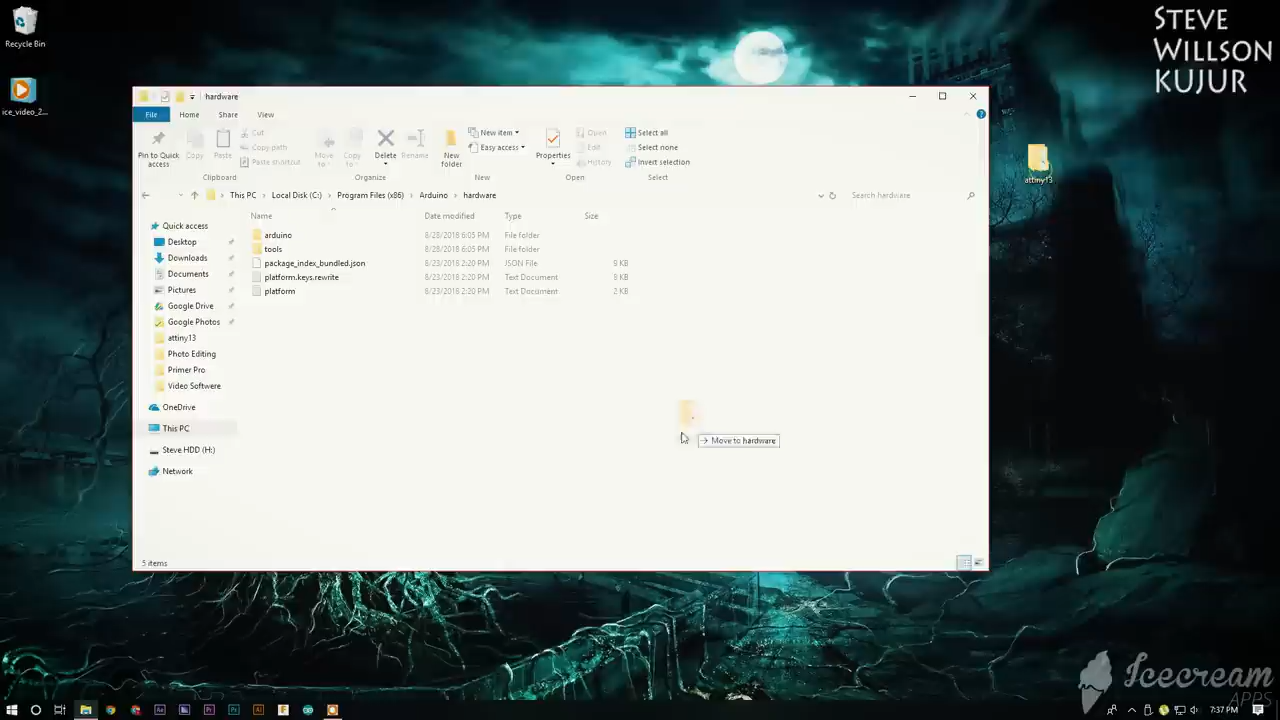 Recycle Bin
ice_video_2...
STEVE
WILLSON
KUJUR
attiny13
hardware
File
Home
Share
View
Pin to Quick
access
Copy
Paste
Cut
Copy path
Paste shortcut
Clipboard
Move
to
Copy
to
Delete
Rename
Organize
New
folder
New item
Easy access
New
Properties
Open
Edit
History
Open
Select all
Select none
Invert selection
Select
This PC > Local Disk (C:) > Program Files (x86) > Arduino > hardware
Search hardware
Name Date modified Type Size
arduino 8/28/2018 6:05 PM File folder
tools 8/28/2018 6:05 PM File folder
package_index_bundled.json 8/23/2018 2:20 PM JSON File 9 KB
platform.keys.rewrite 8/23/2018 2:20 PM Text Document 9 KB
platform 8/23/2018 2:20 PM Text Document 2 KB
Quick access
Desktop
Downloads
Documents
Pictures
Google Drive
Google Photos
attiny13
Photo Editing
Primer Pro
Video Softwere
OneDrive
This PC
Steve HDD (H:)
Network
Move to hardware
5 items
Icecream
APPS
Ae
Pr
Ps
Ai
F
7:37 PM